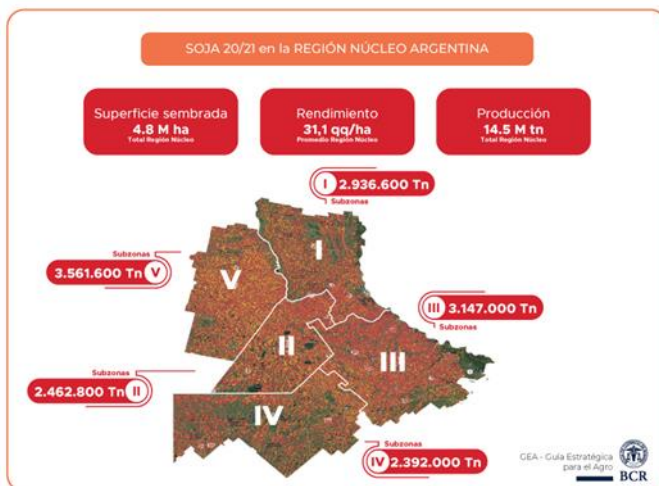 SOJA 20/21 en la REGIÓN NÚCLEO ARGENTINA
Superficie sembrada
4.8 M ha
Total Región Núcleo
Rendimiento
31,1 qq/ha
Promedio Región Núcleo
Producción
14.5 M tn
Total Región Núcleo
I 2.936.600 Tn
Subzonas
Subzonas
3.561.600 Tn V
I
V
III 3.147.000 Tn
Subzonas
II
III
Subzonas
2.462.800 Tn II
IV
Subzonas
IV 2.392.000 Tn
GEA - Guía Estratégica
para el Agro
BCR